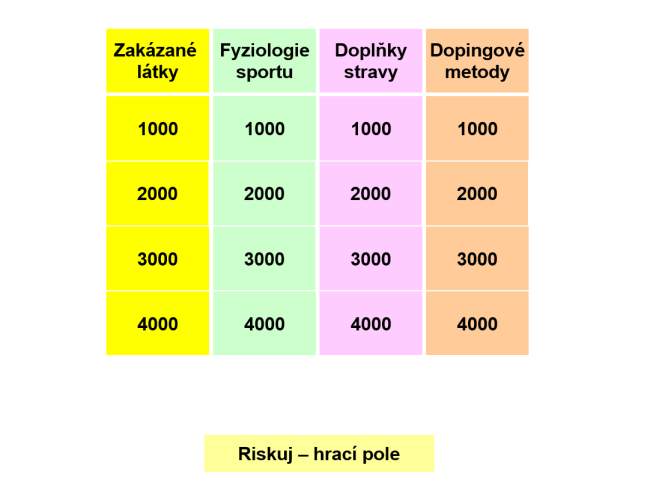 Zakázané
látky
Fyziologie
sportu
Doplňky
stravy
Dopingové
metody
1000
1000
1000
1000
2000
2000
2000
2000
3000
3000
3000
3000
4000
4000
4000
4000
Riskuj – hrací pole